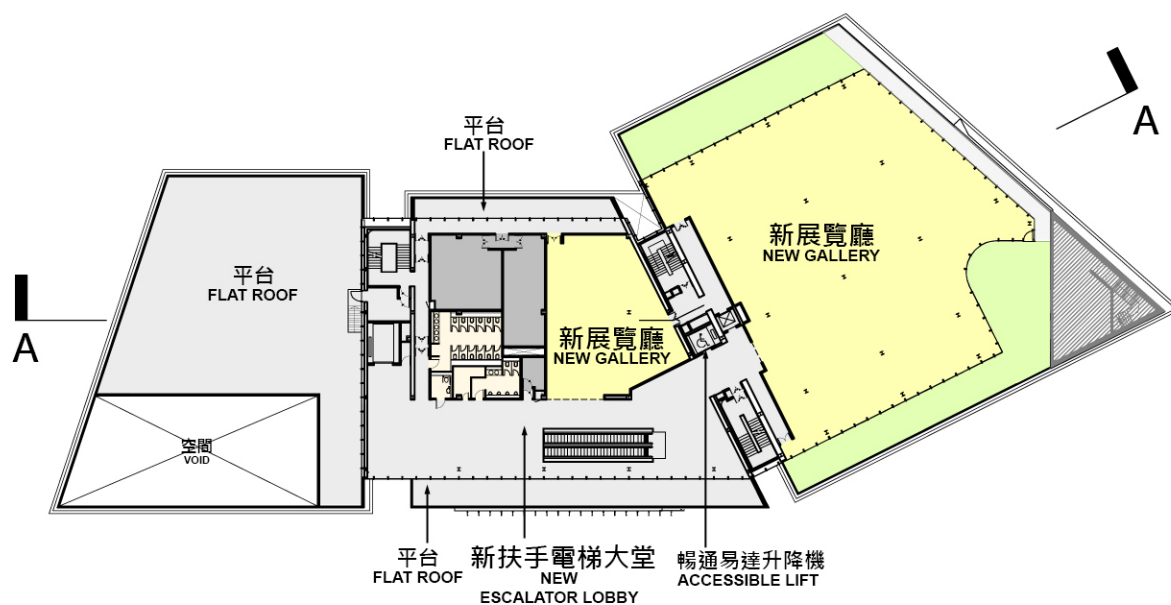 A
平台
FLAT ROOF
新展覽廳
NEW GALLERY
平台
FLAT ROOF
A
新展覽廳
NEW GALLERY
空間
VOID
平台
FLAT ROOF
新扶手電梯大堂
NEW
ESCALATOR LOBBY
暢通易達升降機
ACCESSIBLE LIFT